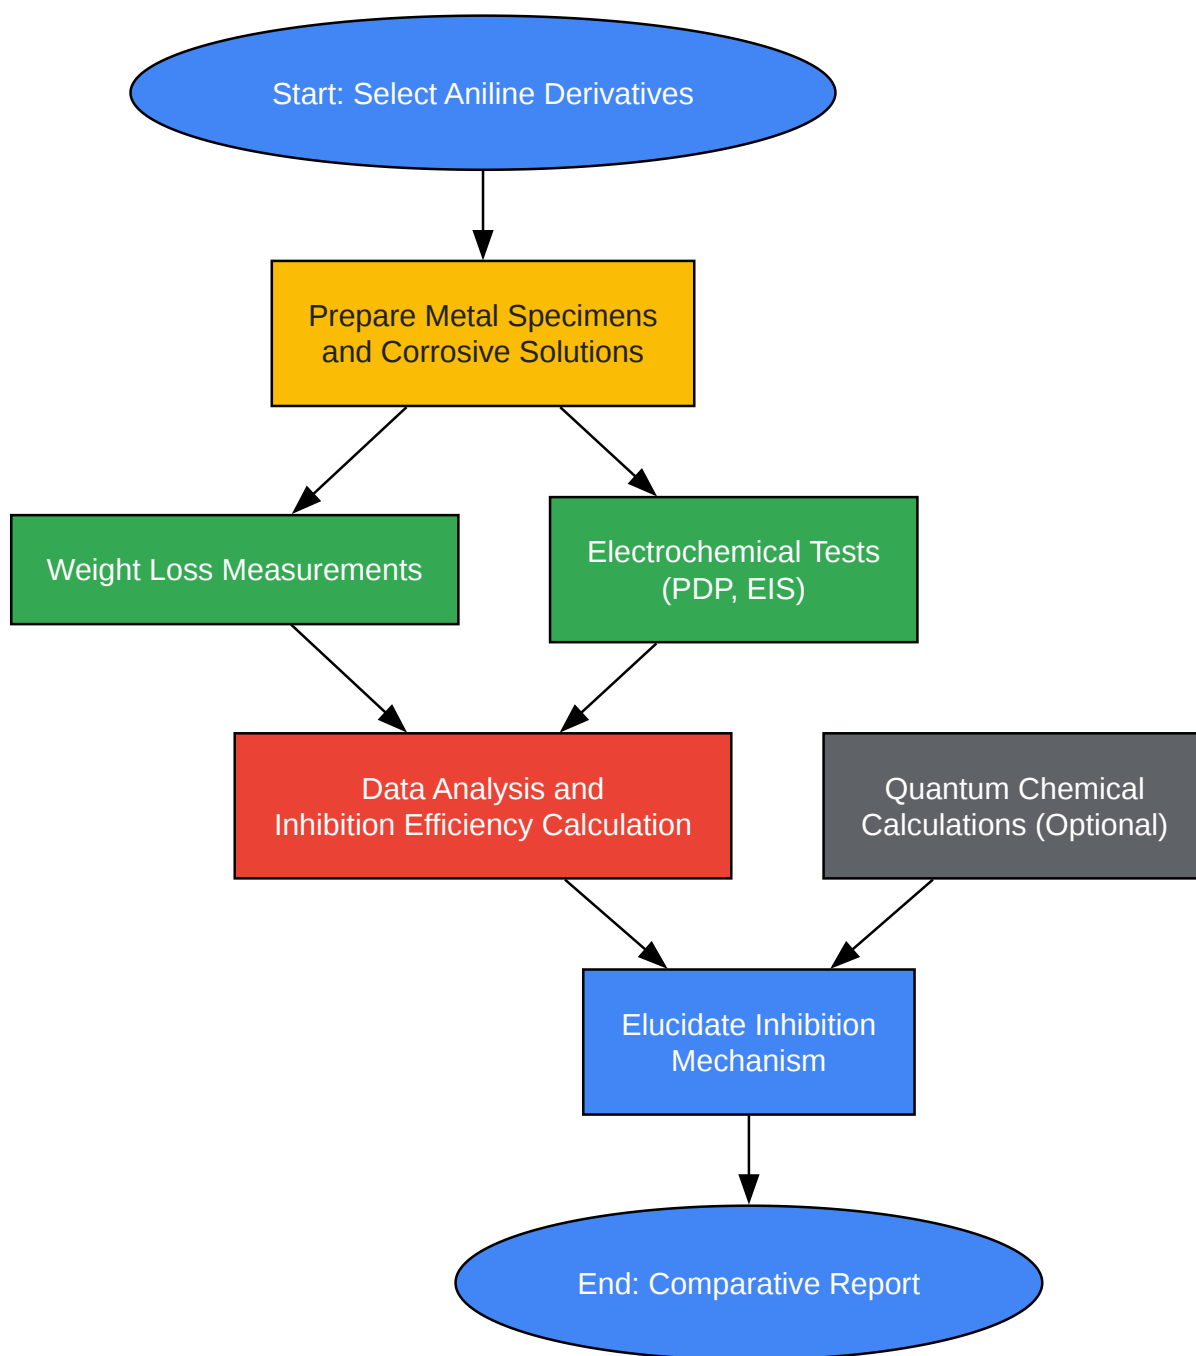 Start: Select Aniline Derivatives
Prepare Metal Specimens
and Corrosive Solutions
Weight Loss Measurements
Electrochemical Tests
(PDP, EIS)
Data Analysis and
Inhibition Efficiency Calculation
Quantum Chemical
Calculations (Optional)
Elucidate Inhibition
Mechanism
End: Comparative Report